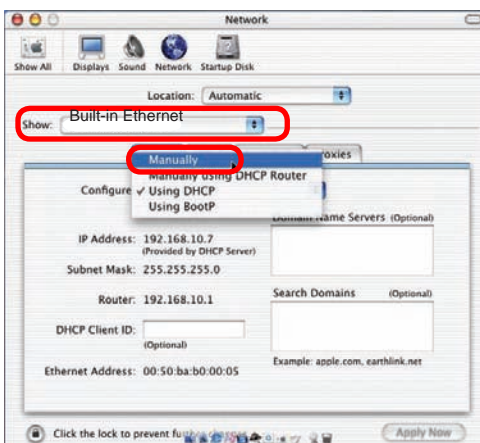 Network
Show All Displays Sound Network Startup Disk
Location: Automatic
Show: Built-in Ethernet
Manually
Manually using DHCP Router
Configure ✓ Using DHCP
Using BootP
Domain Name Servers (Optional)
IP Address: 192.168.10.7
(Provided by DHCP Server)
Subnet Mask: 255.255.255.0
Router: 192.168.10.1
Search Domains (Optional)
DHCP Client ID:
(Optional)
Example: apple.com, earthlink.net
Ethernet Address: 00:50:ba:b0:00:05
Click the lock to prevent
Apply Now